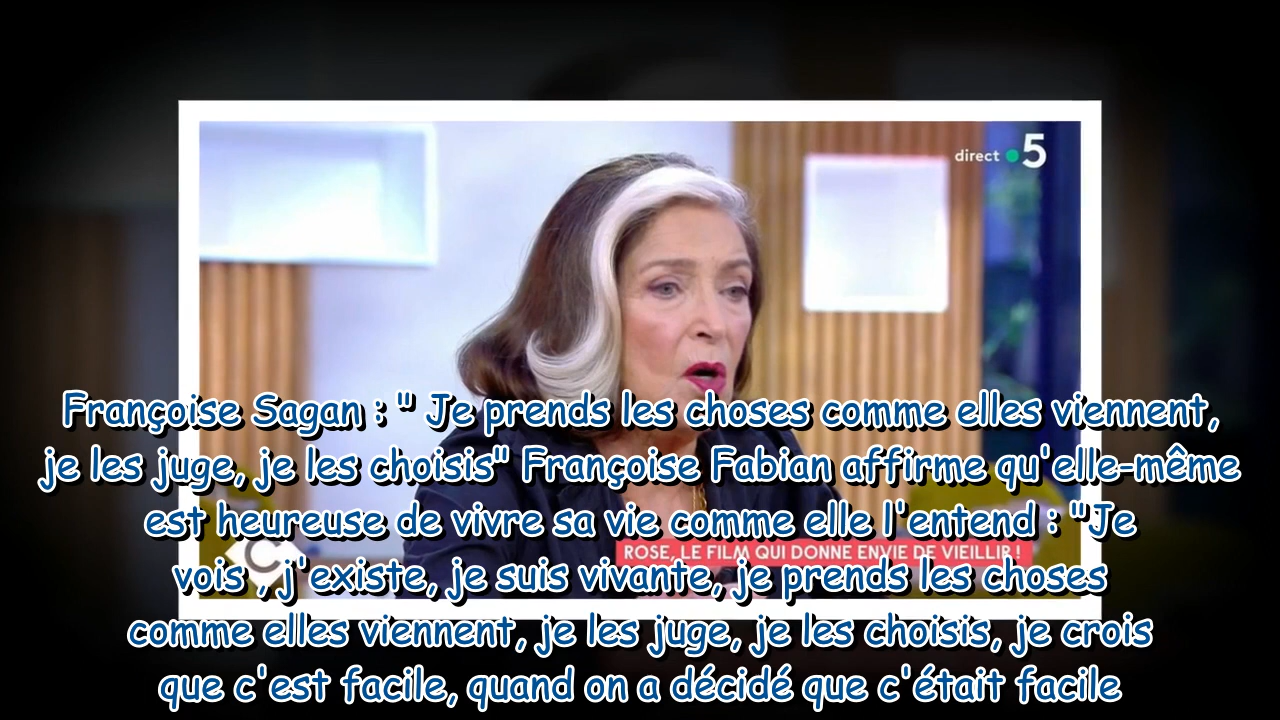 direct 5
Françoise Sagan : " Je prends les choses comme elles viennent,
je les juge, je les choisis" Françoise Fabian affirme qu'elle-même
est heureuse de vivre sa vie comme elle l'entend : "Je
ROSE, LE FILM QUI DONNE ENVIE DE VIEILLIR !
vois , j'existe, je suis vivante, je prends les choses
comme elles viennent, je les juge, je les choisis, je crois
que c'est facile, quand on a décidé que c'était facile